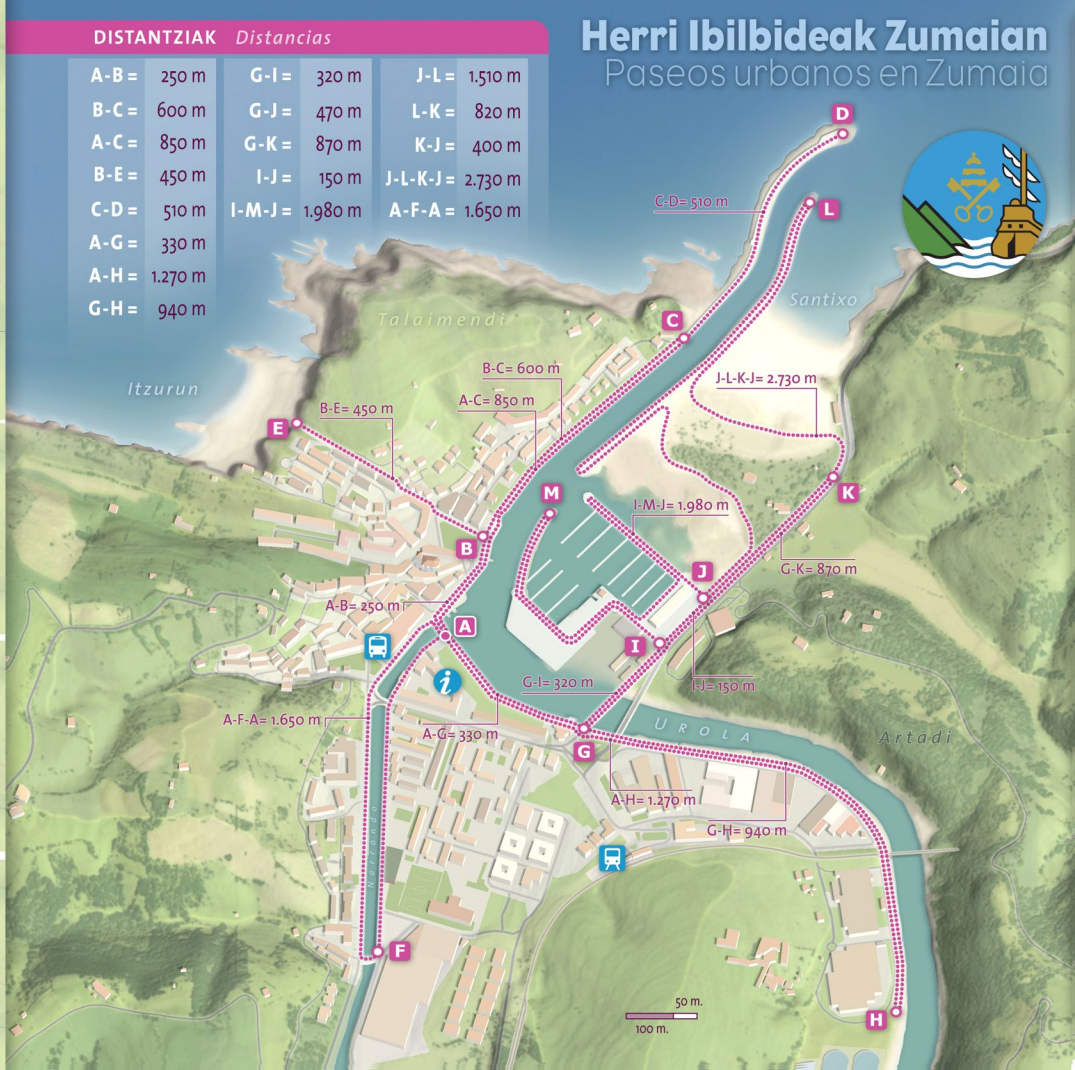 Herri Ibilbideak Zumaian
Paseos urbanos en Zumaia
DISTANTZIAK Distancias
A-B = 250 m
B-C = 600 m
A-C = 850 m
B-E = 450 m
C-D = 510 m
A-G = 330 m
A-H = 1.270 m
G-H = 940 m
G-I = 320 m
G-J = 470 m
G-K = 870 m
I-J = 150 m
I-M-J = 1.980 m
J-L = 1.510 m
L-K = 820 m
K-J = 400 m
J-L-K-J = 2.730 m
A-F-A = 1.650 m
D
L
C-D= 510 m
Santixo
Talaimendi
C
Itzurun
B-C= 600 m
J-L-K-J= 2.730 m
A-C= 850 m
B-E= 450 m
E
M
K
I-M-J= 1.980 m
B
G-K= 870 m
J
A-B= 250 m
A
I
i
G-I= 320 m
I-J= 150 m
A-F-A= 1.650 m
A-G= 330 m
UROLA
Artadi
G
A-H= 1.270 m
G-H= 940 m
Narrondo
F
50 m.
100 m.
H